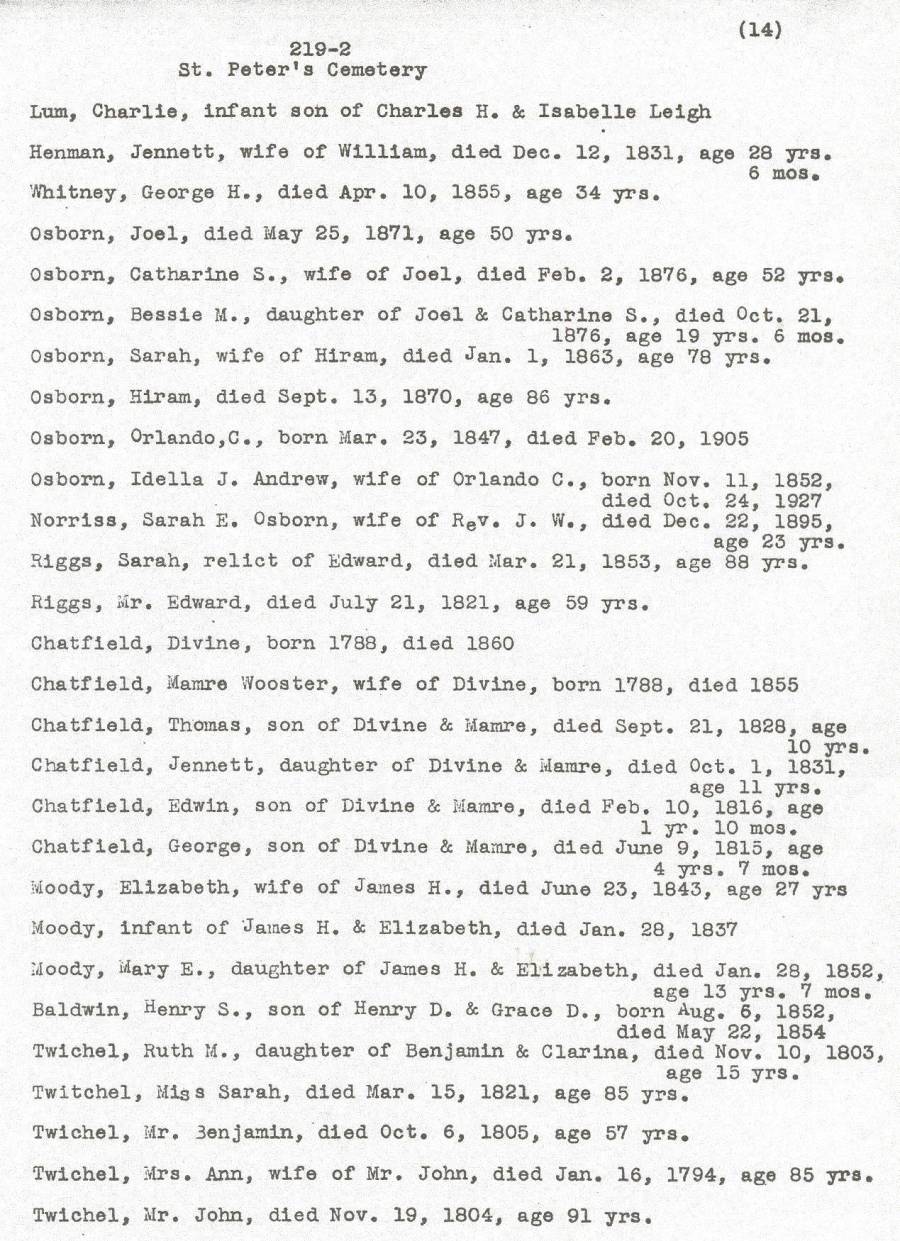 (14)
219-2
St. Peter's Cemetery
Lum, Charlie, infant son of Charles H. & Isabelle Leigh
Henman, Jennett, wife of William, died Dec. 12, 1831, age 28 yrs.
6 mos.
Whitney, George H., died Apr. 10, 1855, age 34 yrs.
Osborn, Joel, died May 25, 1871, age 50 yrs.
Osborn, Catharine S., wife of Joel, died Feb. 2, 1876, age 52 yrs.
Osborn, Bessie M., daughter of Joel & Catharine S., died Oct. 21,
1876, age 19 yrs. 6 mos.
Osborn, Sarah, wife of Hiram, died Jan. 1, 1863, age 78 yrs.
Osborn, Hiram, died Sept. 13, 1870, age 86 yrs.
Osborn, Orlando,C., born Mar. 23, 1847, died Feb. 20, 1905
Osborn, Idella J. Andrew, wife of Orlando C., born Nov. 11, 1852,
died Oct. 24, 1927
Norriss, Sarah E. Osborn, wife of Rev. J. W., died Dec. 22, 1895,
age 23 yrs.
Riggs, Sarah, relict of Edward, died Mar. 21, 1853, age 88 yrs.
Riggs, Mr. Edward, died July 21, 1821, age 59 yrs.
Chatfield, Divine, born 1788, died 1860
Chatfield, Mamre Wooster, wife of Divine, born 1788, died 1855
Chatfield, Thomas, son of Divine & Mamre, died Sept. 21, 1828, age
10 yrs.
Chatfield, Jennett, daughter of Divine & Mamre, died Oct. 1, 1831,
age 11 yrs.
Chatfield, Edwin, son of Divine & Mamre, died Feb. 10, 1816, age
1 yr. 10 mos.
Chatfield, George, son of Divine & Mamre, died June 9, 1815, age
4 yrs. 7 mos.
Moody, Elizabeth, wife of James H., died June 23, 1843, age 27 yrs
Moody, infant of James H. & Elizabeth, died Jan. 28, 1837
Moody, Mary E., daughter of James H. & Elizabeth, died Jan. 28, 1852,
age 13 yrs. 7 mos.
Baldwin, Henry S., son of Henry D. & Grace D., born Aug. 6, 1852,
died May 22, 1854
Twichel, Ruth M., daughter of Benjamin & Clarina, died Nov. 10, 1803,
age 15 yrs.
Twitchel, Miss Sarah, died Mar. 15, 1821, age 85 yrs.
Twichel, Mr. Benjamin, died Oct. 6, 1805, age 57 yrs.
Twichel, Mrs. Ann, wife of Mr. John, died Jan. 16, 1794, age 85 yrs.
Twichel, Mr. John, died Nov. 19, 1804, age 91 yrs.